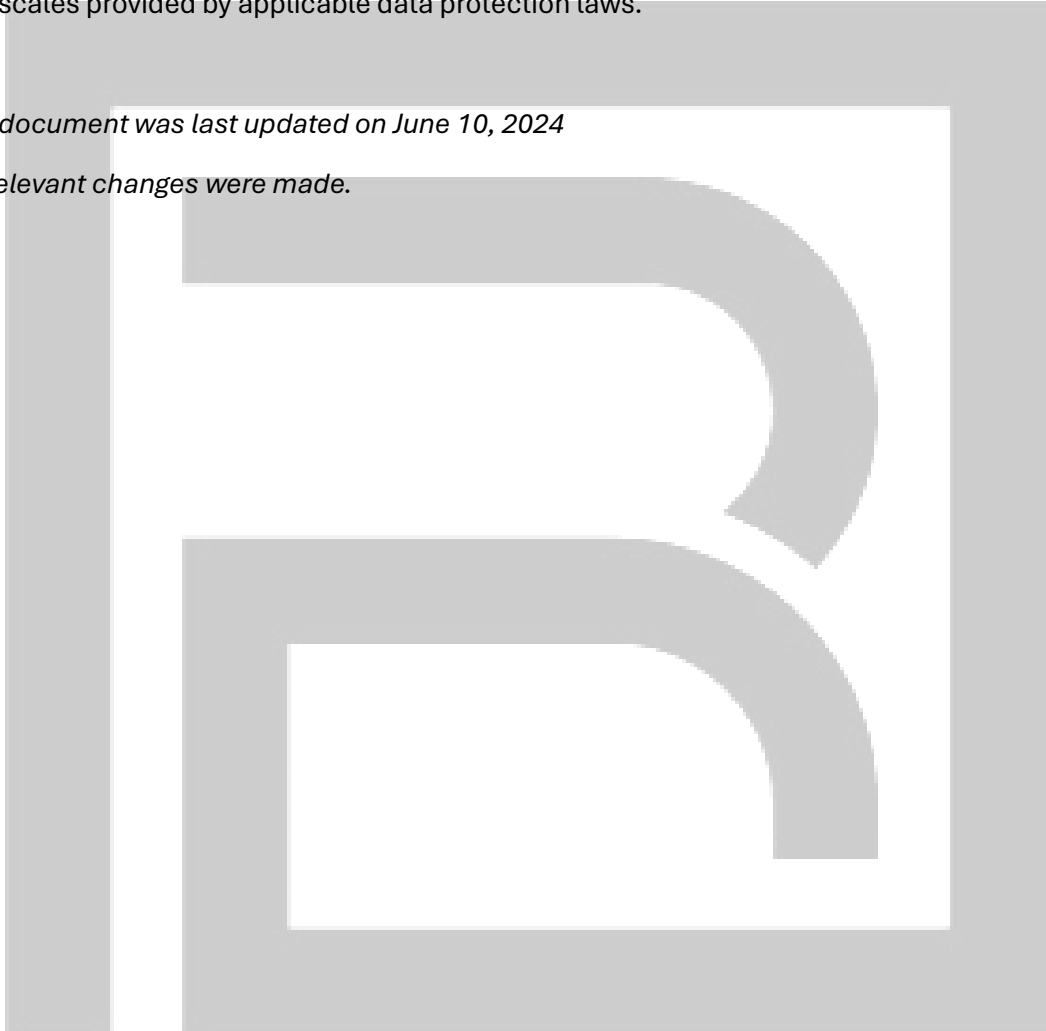 scales provided by applicable data protection laws.
document was last updated on June 10, 2024
elevant changes were made.